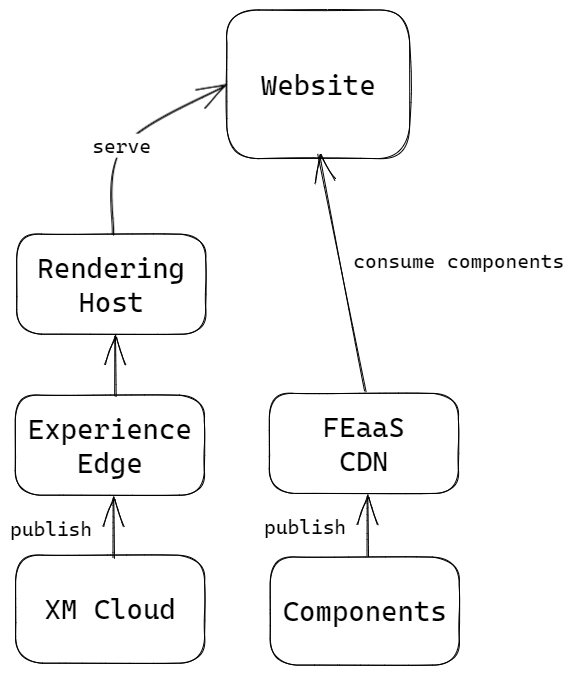 Website
serve
consume components
Rendering
Host
Experience
Edge
FEaaS
CDN
publish
publish
XM Cloud
Components